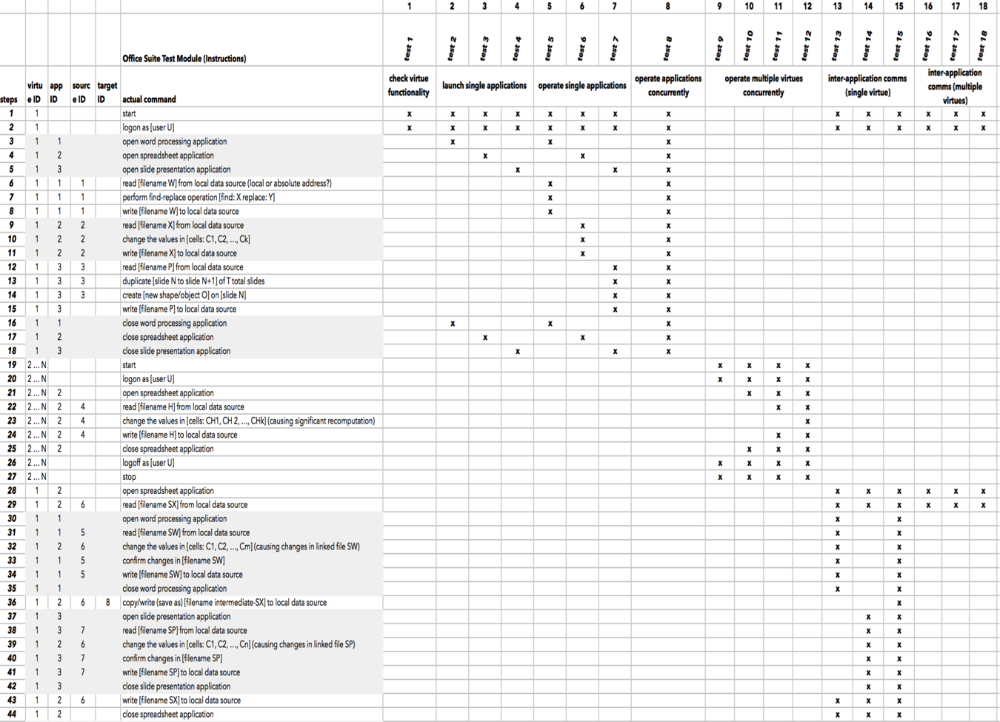 1 2 3 4 5 6 7 8 9 10 11 12 13 14 15 16 17 18
Office Suite Test Module (Instructions) test 1 test 2 test 3 test 4 test 5 test 6 test 7 test 8 test 9 test 10 test 11 test 12 test 13 test 14 test 15 test 16 test 17 test 18
steps virtu e ID app ID sourc e ID target ID actual command check virtue functionality launch single applications operate single applications operate applications concurrently operate multiple virtues concurrently inter-application comms (single virtue) inter-application comms (multiple virtues)
1 1 start x x x x x x x x x x x x x x
2 1 logon as [user U] x x x x x x x x x x x x x x
3 1 1 open word processing application x x x
4 1 2 open spreadsheet application x x x
5 1 3 open slide presentation application x x x
6 1 1 1 read [filename W] from local data source (local or absolute address?) x x
7 1 1 1 perform find-replace operation [find: X replace: Y] x x
8 1 1 1 write [filename W] to local data source x x
9 1 2 2 read [filename X] from local data source x x
10 1 2 2 change the values in [cells: C1, C2, ..., Ck] x x
11 1 2 2 write [filename X] to local data source x x
12 1 3 3 read [filename P] from local data source x x
13 1 3 3 duplicate [slide N to slide N+1] of T total slides x x
14 1 3 3 create [new shape/object O] on [slide N] x x
15 1 3 write [filename P] to local data source x x
16 1 1 close word processing application x x x
17 1 2 close spreadsheet application x x x
18 1 3 close slide presentation application x x x
19 2 ... N start x x x x
20 2 ... N logon as [user U] x x x x
21 2 ... N 2 open spreadsheet application x x x
22 2 ... N 2 4 read [filename H] from local data source x x
23 2 ... N 2 4 change the values in [cells: CH1, CH 2, ..., CHk] (causing significant recomputation) x
24 2 ... N 2 4 write [filename H] to local data source x x
25 2 ... N 2 close spreadsheet application x x x
26 2 ... N logoff as [user U] x x x x
27 2 ... N stop x x x x
28 1 2 open spreadsheet application x x x x x x
29 1 2 6 read [filename SX] from local data source x x x x x x
30 1 1 open word processing application x x
31 1 1 5 read [filename SW] from local data source x x
32 1 2 6 change the values in [cells: C1, C2, ..., Cm] (causing changes in linked file SW) x x
33 1 1 5 confirm changes in [filename SW] x x
34 1 1 5 write [filename SW] to local data source x x
35 1 1 close word processing application x x
36 1 2 6 8 copy/write (save as) [filename intermediate-SX] to local data source x
37 1 3 open slide presentation application x x
38 1 3 7 read [filename SP] from local data source x x
39 1 2 6 change the values in [cells: C1, C2, ..., Cn] (causing changes in linked file SP) x x
40 1 3 7 confirm changes in [filename SP] x x
41 1 3 7 write [filename SP] to local data source x x
42 1 3 close slide presentation application x x
43 1 2 6 write [filename SX] to local data source x x x
44 1 2 close spreadsheet application x x x